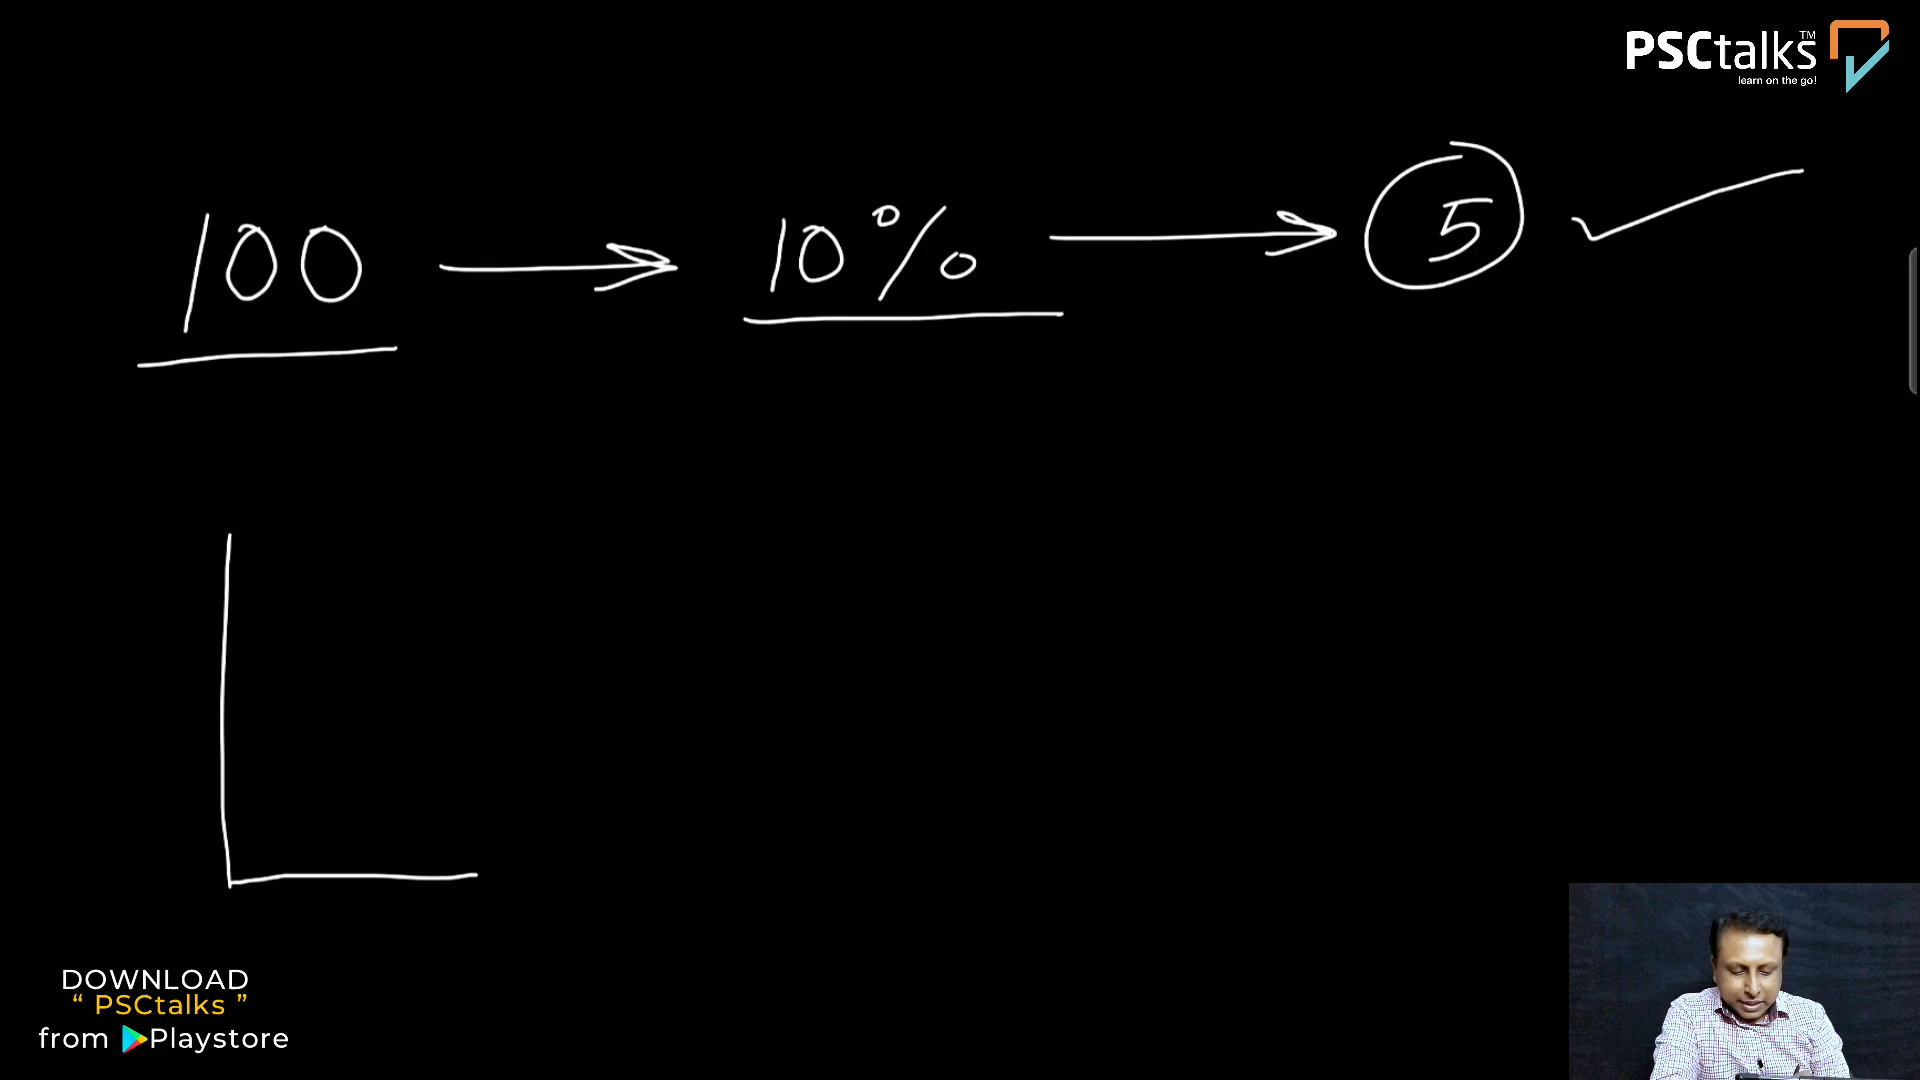 PSCtalks™
learn on the go!
100 → 10% → 5 ✓
DOWNLOAD
“ PSCtalks ”
from Playstore